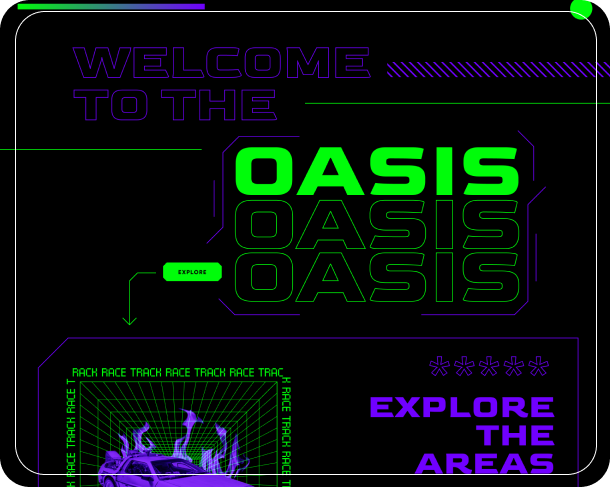 WELCOME
TO THE
OASIS
OASIS
OASIS
EXPLORE
RACK RACE TRACK RACE TRACK RACE TRAC
T
RACK RACE TRACK RACE
K RACE TRACK RACE
*****
EXPLORE
THE
AREAS